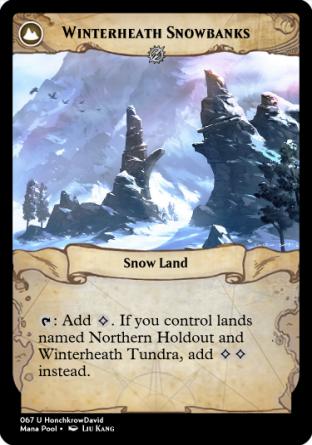 Winterheath Snowbanks
Snow Land
: Add . If you control lands
named Northern Holdout and
Winterheath Tundra, add
instead.
067 U HonchkrowDavid
Mana Pool • Liu Kang